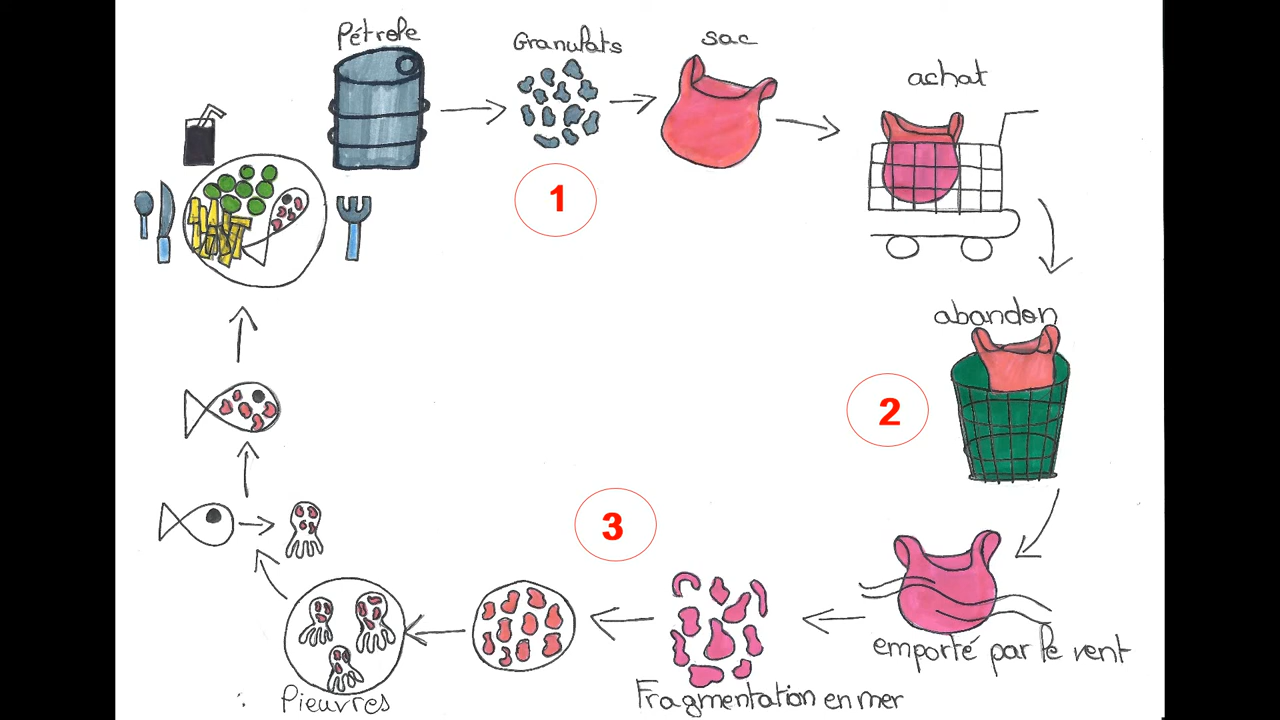 Pétrole
Granulats
sac
achat
1
abandon
2
3
emporté par le vent
Fragmentation en mer
Pieuvres